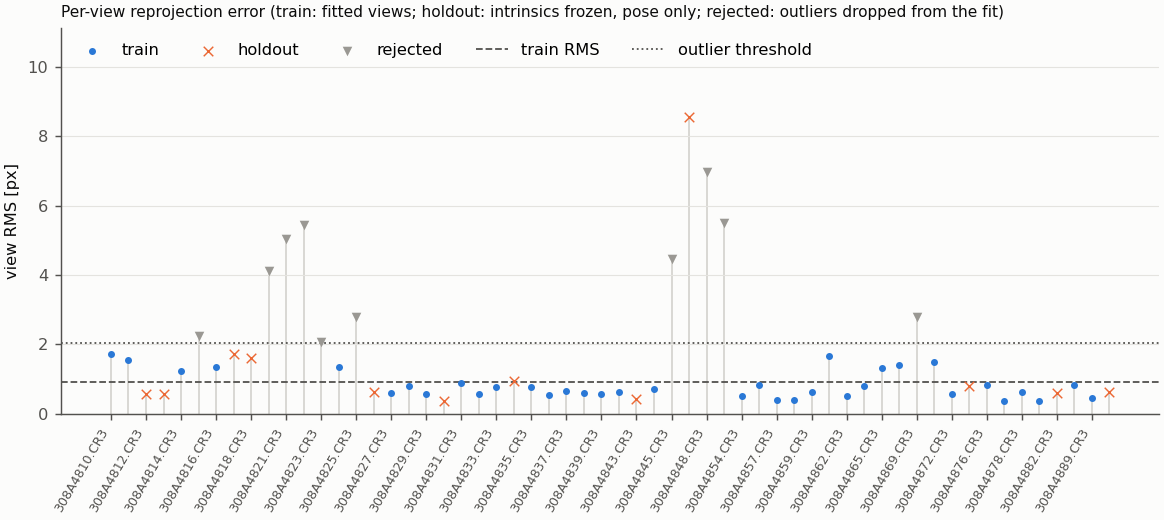 Per-view reprojection error (train: fitted views; holdout: intrinsics frozen, pose only; rejected: outliers dropped from the fit)
train
holdout
rejected
train RMS
outlier threshold
view RMS [px]
10
8
6
4
2
0
308A4810.CR3
308A4812.CR3
308A4814.CR3
308A4816.CR3
308A4818.CR3
308A4821.CR3
308A4823.CR3
308A4825.CR3
308A4827.CR3
308A4829.CR3
308A4831.CR3
308A4833.CR3
308A4835.CR3
308A4837.CR3
308A4839.CR3
308A4843.CR3
308A4845.CR3
308A4848.CR3
308A4854.CR3
308A4857.CR3
308A4859.CR3
308A4862.CR3
308A4865.CR3
308A4869.CR3
308A4872.CR3
308A4876.CR3
308A4878.CR3
308A4882.CR3
308A4889.CR3